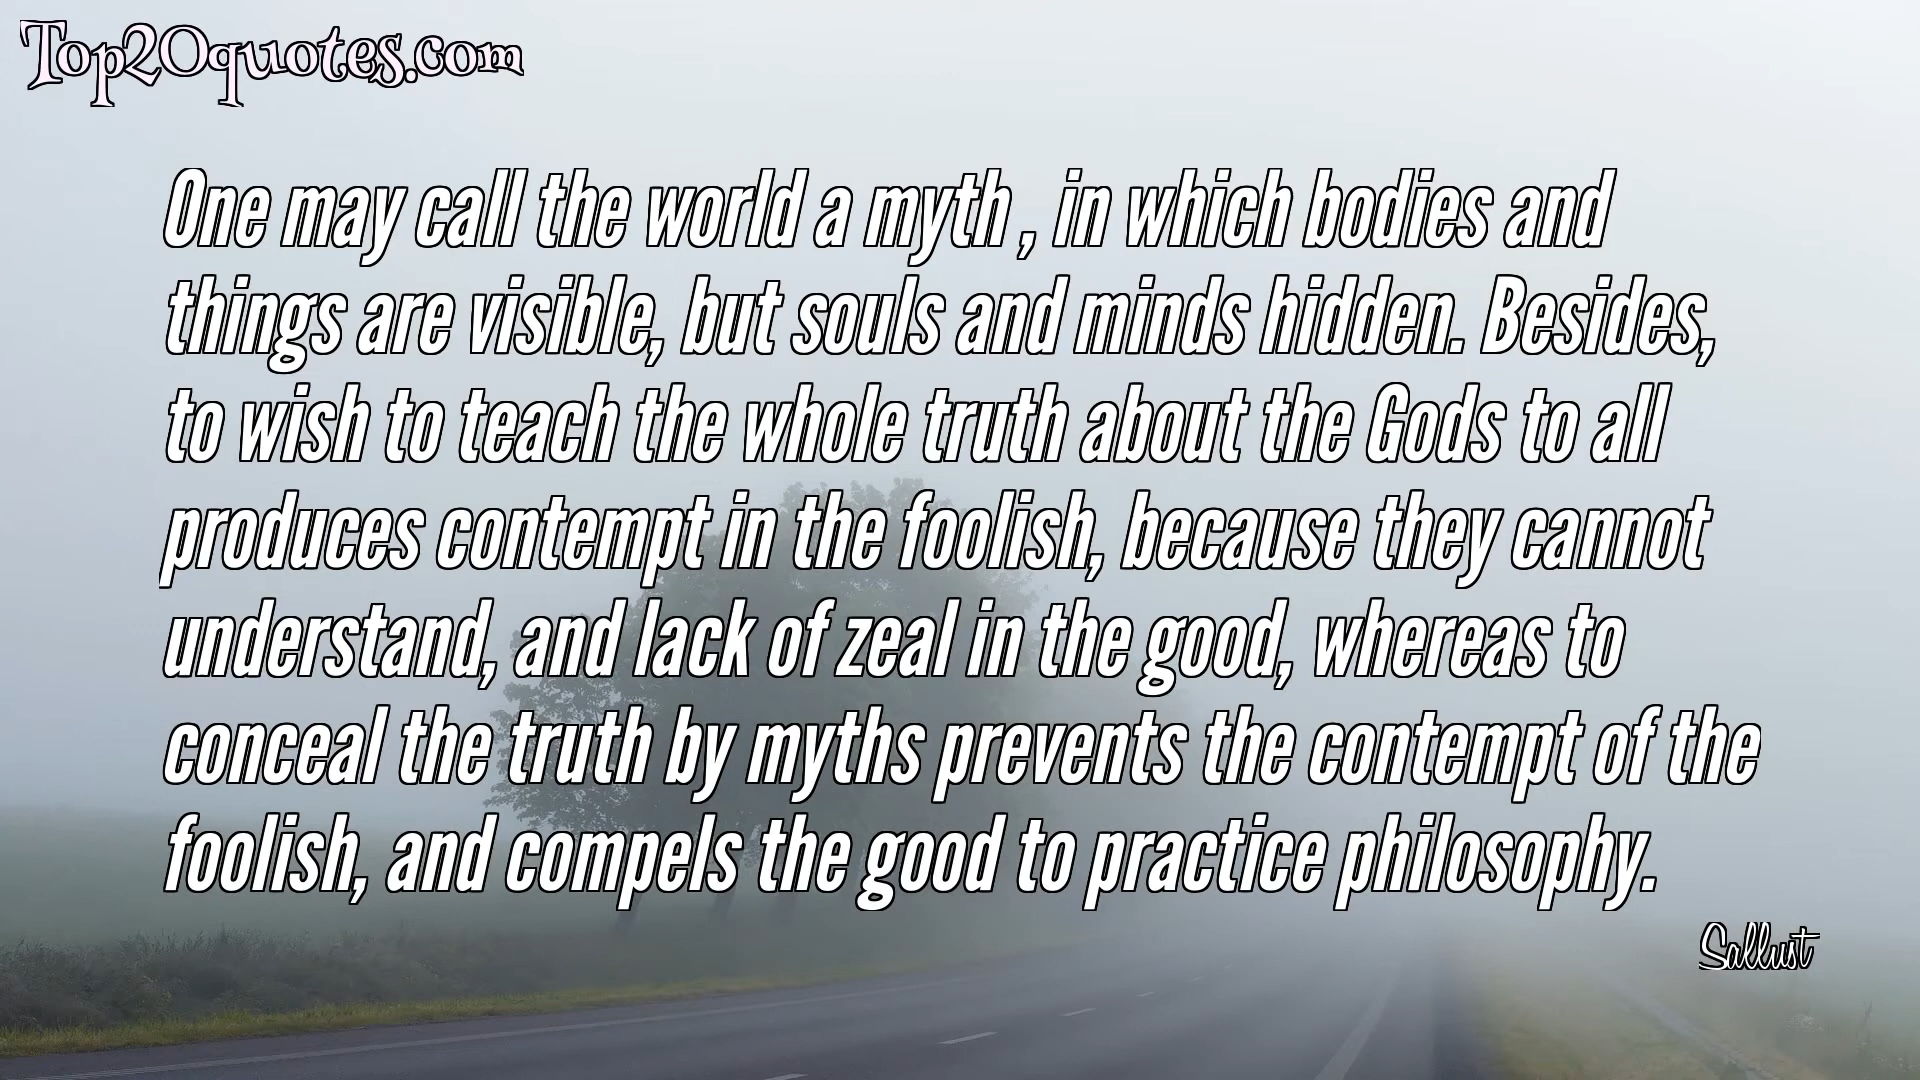 Top20quotes.com
One may call the world a myth , in which bodies and
things are visible, but souls and minds hidden. Besides,
to wish to teach the whole truth about the Gods to all
produces contempt in the foolish, because they cannot
understand, and lack of zeal in the good, whereas to
conceal the truth by myths prevents the contempt of the
foolish, and compels the good to practice philosophy.
Sallust